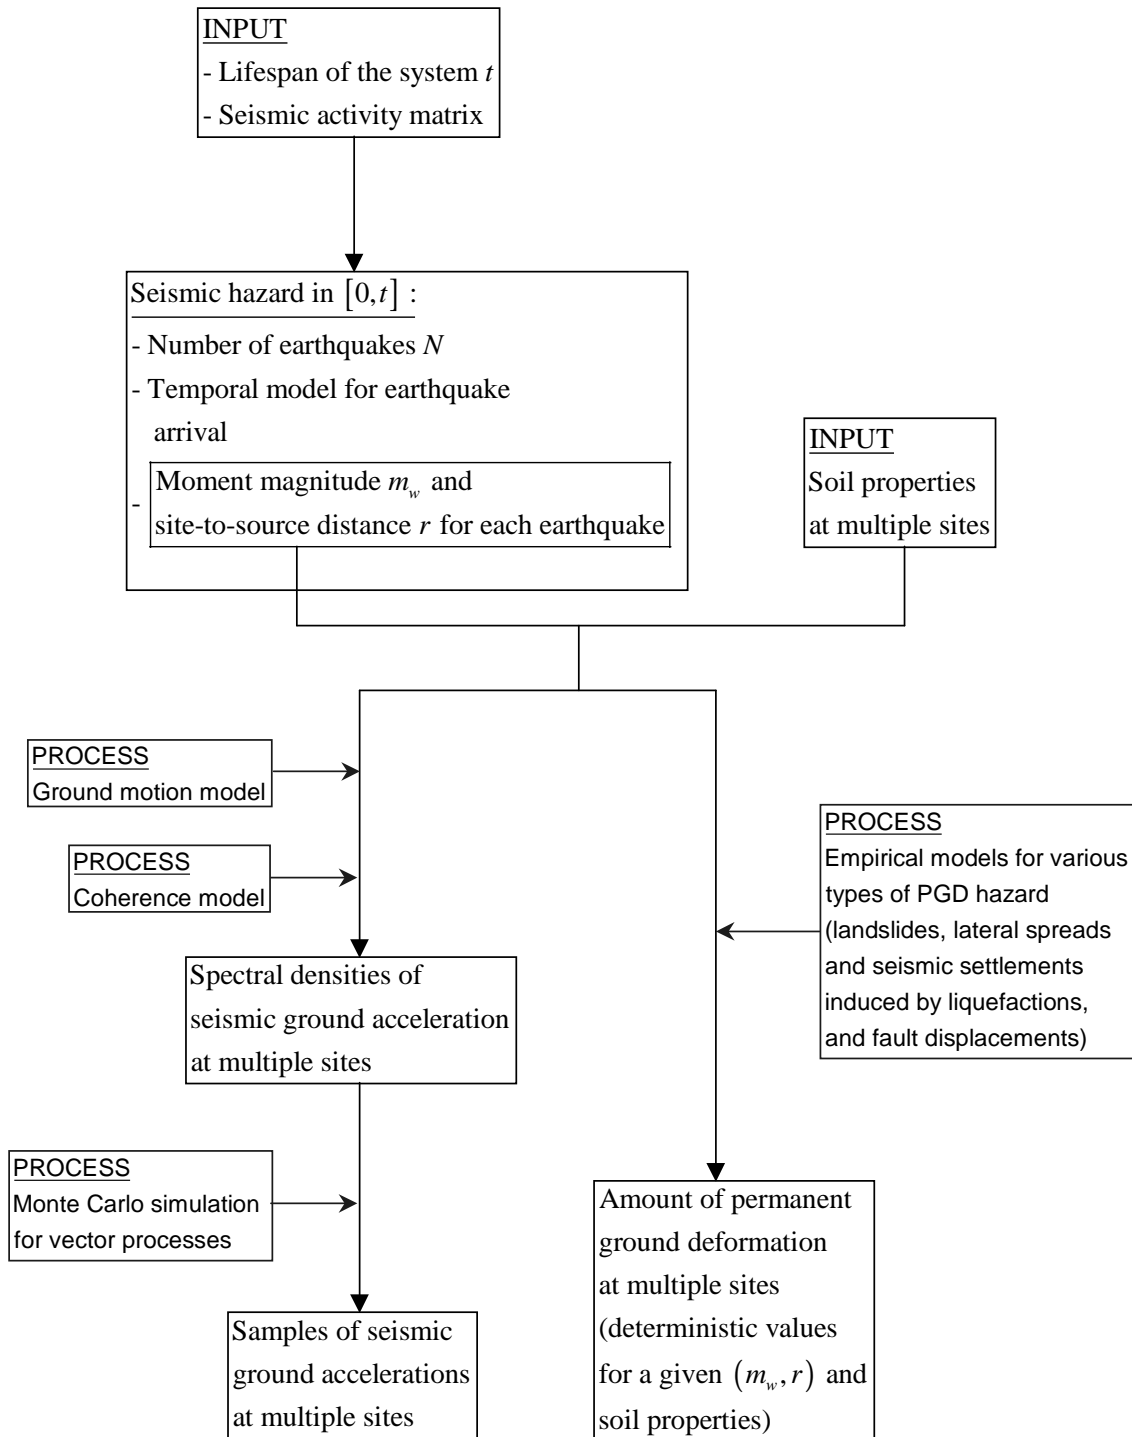 INPUT
- Lifespan of the system t
- Seismic activity matrix
Seismic hazard in [0,t] :
- Number of earthquakes N
- Temporal model for earthquake
arrival
- Moment magnitude m_w and
site-to-source distance r for each earthquake
INPUT
Soil properties
at multiple sites
PROCESS
Ground motion model
PROCESS
Coherence model
PROCESS
Empirical models for various
types of PGD hazard
(landslides, lateral spreads
and seismic settlements
induced by liquefactions,
and fault displacements)
Spectral densities of
seismic ground acceleration
at multiple sites
PROCESS
Monte Carlo simulation
for vector processes
Amount of permanent
ground deformation
at multiple sites
(deterministic values
for a given (m_w, r) and
soil properties)
Samples of seismic
ground accelerations
at multiple sites